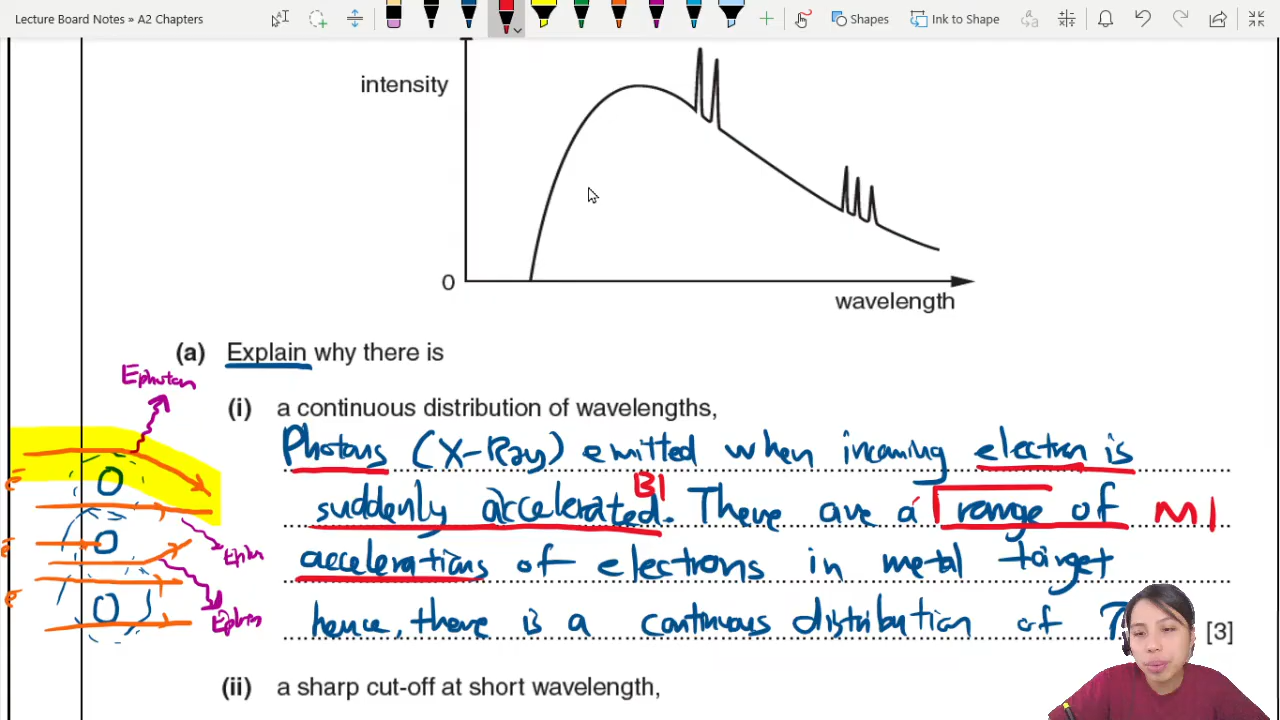 Lecture Board Notes » A2 Chapters
Shapes
Ink to Shape
intensity
0
wavelength
(a) Explain why there is
Ephoton
(i) a continuous distribution of wavelengths,
Photons (X-Ray) emitted when incoming electron is
suddenly accelerated. There are a range of
B1
M1
accelerations of electrons in metal target
hence, there is a continuous distribution of
[3]
(ii) a sharp cut-off at short wavelength,